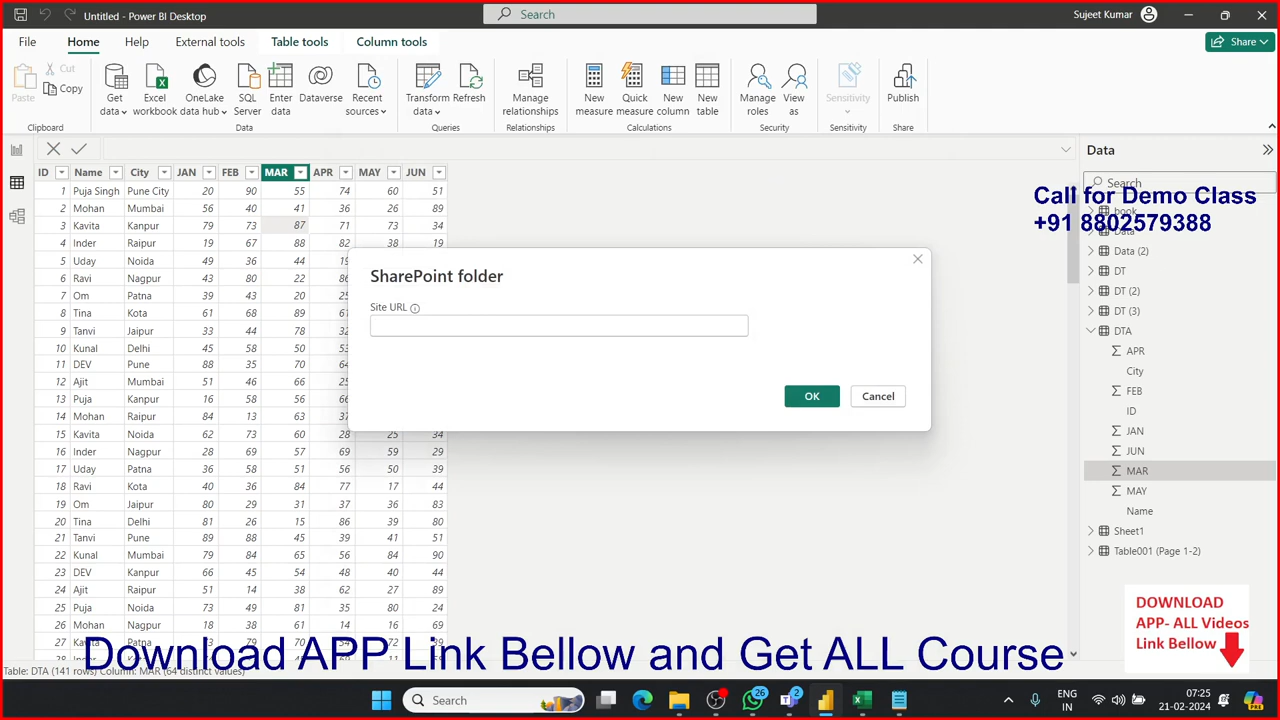 Untitled - Power BI Desktop
Search
Sujeet Kumar
File Home Help External tools Table tools Column tools
Share
Paste
Cut
Copy
Clipboard
Get data
Excel workbook
OneLake data hub
SQL Server
Enter data
Dataverse
Recent sources
Data
Transform data
Refresh
Queries
Manage relationships
Relationships
New measure
Quick measure
New column
New table
Calculations
Manage roles
View as
Security
Sensitivity
Sensitivity
Publish
Share
ID Name City JAN FEB MAR APR MAY JUN
1 Puja Singh Pune City 20 90 55 74 60 51
2 Mohan Mumbai 56 40 41 36 26 89
3 Kavita Kanpur 79 73 87 71 73 34
4 Inder Raipur 19 67 88 82 38 19
5 Uday Noida 49 36 44
6 Ravi Nagpur 43 80 22
7 Om Patna 39 43 20
8 Tina Kota 61 68 89
9 Tanvi Jaipur 33 44 78
10 Kunal Delhi 45 58 50
11 DEV Pune 88 35 70
12 Ajit Mumbai 51 46 66
13 Puja Kanpur 16 58 56
14 Mohan Raipur 84 13 63
15 Kavita Noida 62 73 60 28 25 34
16 Inder Nagpur 28 69 57 69 59 29
17 Uday Patna 36 58 51 56 50 39
18 Ravi Kota 40 36 84 77 17 44
19 Om Jaipur 80 29 31 37 36 83
20 Tina Delhi 81 26 15 86 39 80
21 Tanvi Pune 89 88 45 39 41 51
22 Kunal Mumbai 79 84 65 56 84 90
23 DEV Kanpur 66 45 54 48 40 44
24 Ajit Raipur 51 14 38 62 27 89
25 Puja Noida 73 49 81 35 80 24
26 Mohan Nagpur 18 38 61 14 16 69
27 Kavita Patna
28
SharePoint folder
Site URL
OK
Cancel
Data
Search
Call for Demo Class
+91 8802579388
book
Data
Data (2)
DT
DT (2)
DT (3)
DTA
APR
City
FEB
ID
JAN
JUN
MAR
MAY
Name
Sheet1
Table001 (Page 1-2)
DOWNLOAD
APP- ALL Videos
Link Bellow
Download APP Link Bellow and Get ALL Course
Table: DTA (141 rows) Column: MAR (64 distinct values)
Search
26
2
ENG
IN
07:25
21-02-2024
PRE